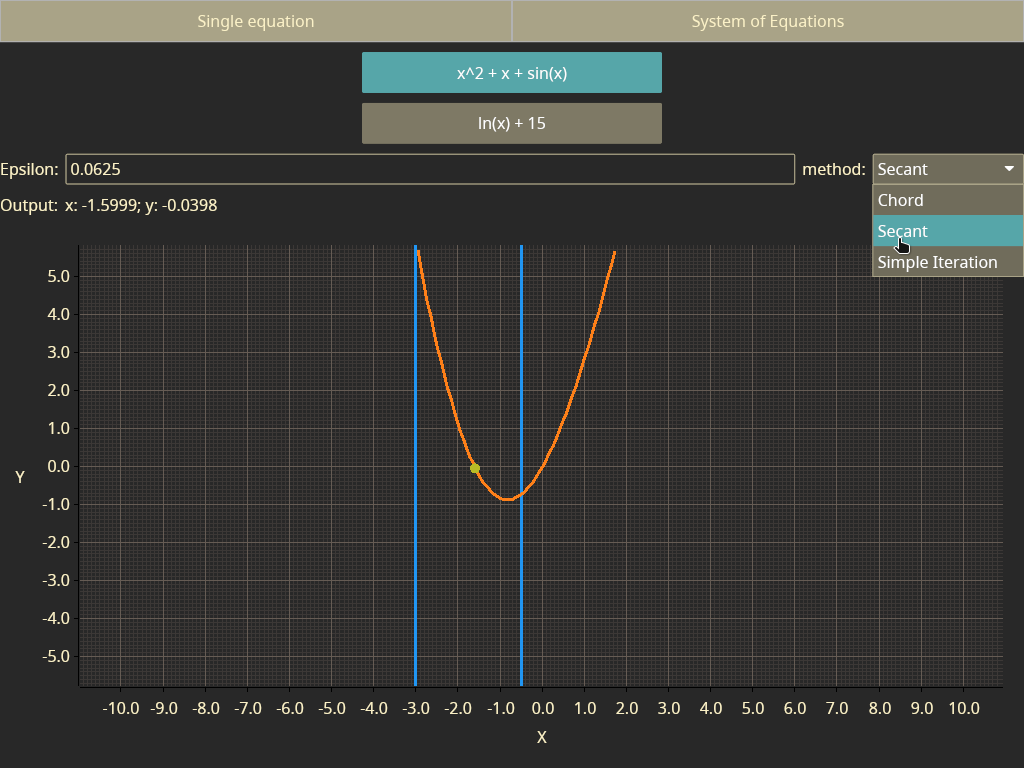 Single equation System of Equations
x^2 + x + sin(x)
ln(x) + 15
Epsilon: 0.0625 method: Secant
Output: x: -1.5999; y: -0.0398
Chord
Secant
Simple Iteration
5.0
4.0
3.0
2.0
1.0
0.0
Y
-1.0
-2.0
-3.0
-4.0
-5.0
-10.0 -9.0 -8.0 -7.0 -6.0 -5.0 -4.0 -3.0 -2.0 -1.0 0.0 1.0 2.0 3.0 4.0 5.0 6.0 7.0 8.0 9.0 10.0
X